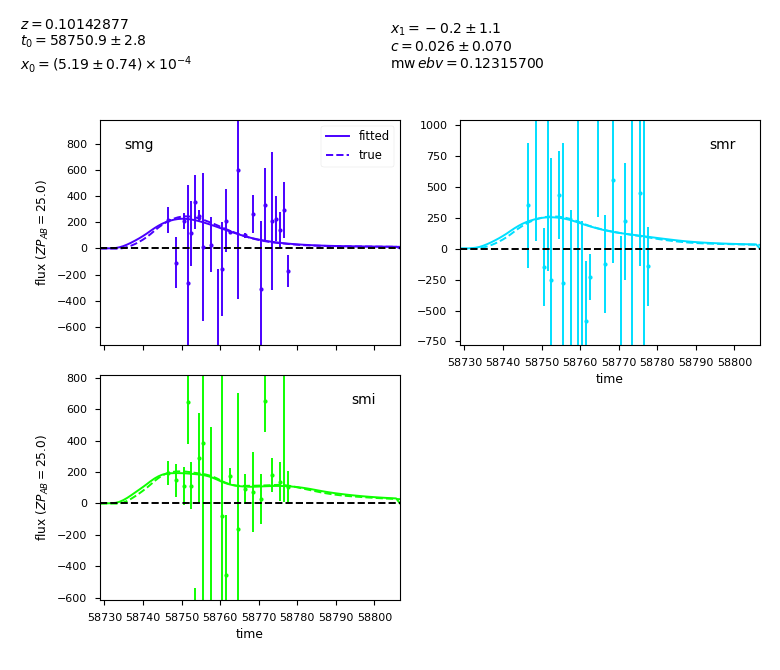 z = 0.10142877
t0 = 58750.9 ± 2.8
x0 = (5.19 ± 0.74) × 10^−4
x1 = −0.2 ± 1.1
c = 0.026 ± 0.070
mw ebv = 0.12315700
smg
fitted
true
800
600
400
200
0
−200
−400
−600
flux (ZP_AB = 25.0)
smr
1000
750
500
250
0
−250
−500
−750
58730 58740 58750 58760 58770 58780 58790 58800
time
smi
800
600
400
200
0
−200
−400
−600
flux (ZP_AB = 25.0)
58730 58740 58750 58760 58770 58780 58790 58800
time